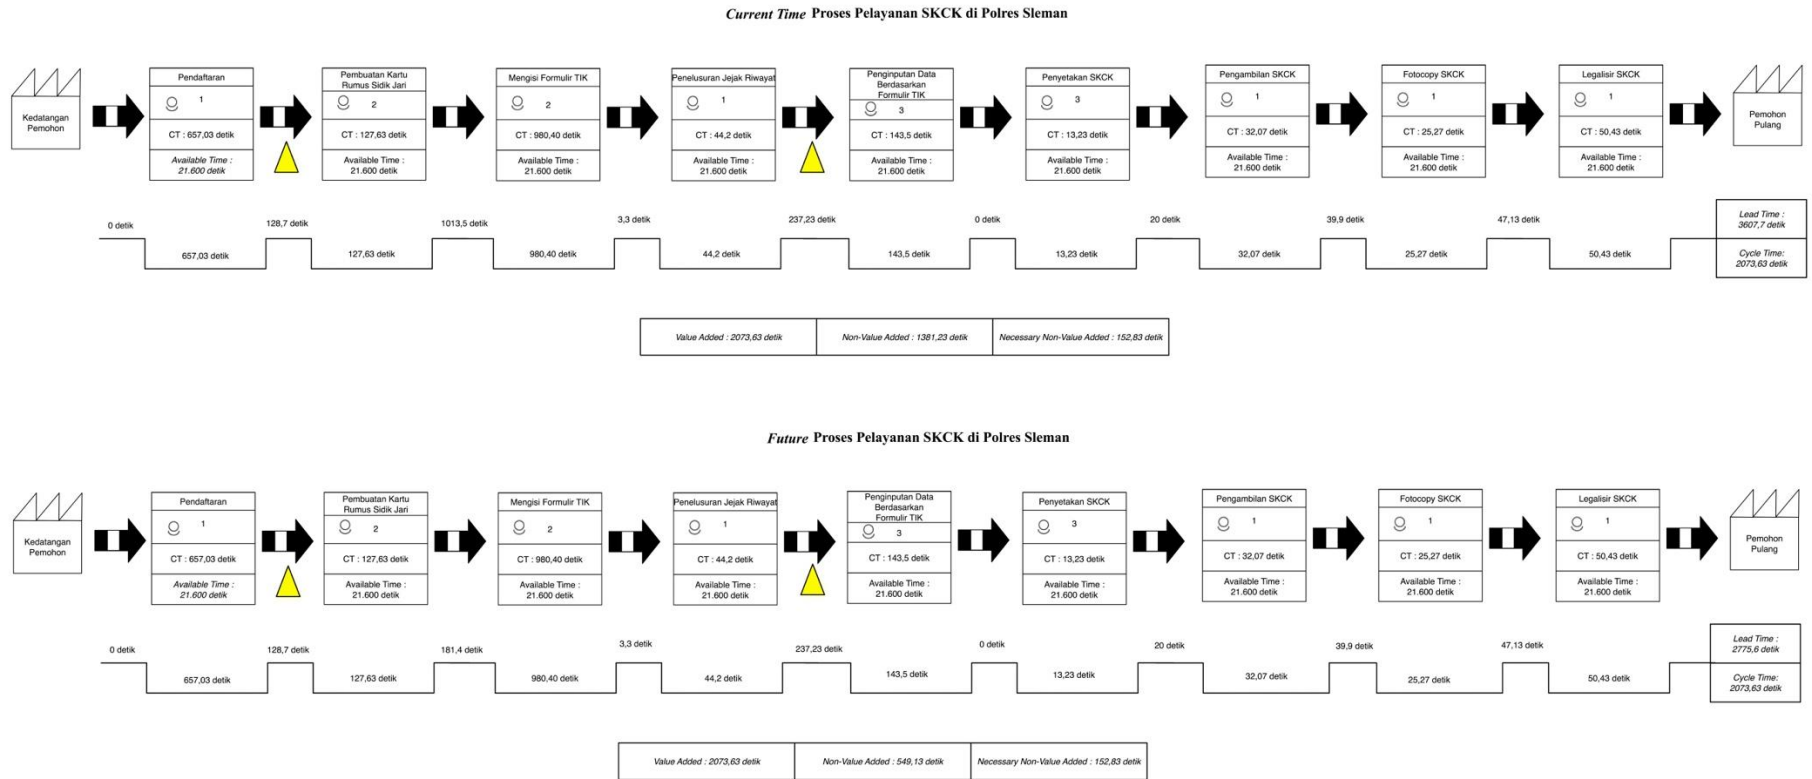 Current Time Proses Pelayanan SKCK di Polres Sleman
Kedatangan
Pemohon
Pendaftaran
1
CT : 657,03 detik
Available Time :
21.600 detik
Pembuatan Kartu
Rumus Sidik Jari
2
CT : 127,63 detik
Available Time :
21.600 detik
Mengisi Formulir TIK
2
CT : 980,40 detik
Available Time :
21.600 detik
Penelusuran Jejak Riwayat
1
CT : 44,2 detik
Available Time :
21.600 detik
Penginputan Data
Berdasarkan
Formulir TIK
3
CT : 143,5 detik
Available Time :
21.600 detik
Penyetakan SKCK
3
CT : 13,23 detik
Available Time :
21.600 detik
Pengambilan SKCK
1
CT : 32,07 detik
Available Time :
21.600 detik
Fotocopy SKCK
1
CT : 25,27 detik
Available Time :
21.600 detik
Legalisir SKCK
1
CT : 50,43 detik
Available Time :
21.600 detik
Pemohon
Pulang
0 detik
657,03 detik
128,7 detik
127,63 detik
1013,5 detik
980,40 detik
3,3 detik
44,2 detik
237,23 detik
143,5 detik
0 detik
13,23 detik
20 detik
32,07 detik
39,9 detik
25,27 detik
47,13 detik
50,43 detik
Lead Time :
3607,7 detik
Cycle Time:
2073,63 detik
Value Added : 2073,63 detik
Non-Value Added : 1381,23 detik
Necessary Non-Value Added : 152,83 detik
Future Proses Pelayanan SKCK di Polres Sleman
Kedatangan
Pemohon
Pendaftaran
1
CT : 657,03 detik
Available Time :
21.600 detik
Pembuatan Kartu
Rumus Sidik Jari
2
CT : 127,63 detik
Available Time :
21.600 detik
Mengisi Formulir TIK
2
CT : 980,40 detik
Available Time :
21.600 detik
Penelusuran Jejak Riwayat
1
CT : 44,2 detik
Available Time :
21.600 detik
Penginputan Data
Berdasarkan
Formulir TIK
3
CT : 143,5 detik
Available Time :
21.600 detik
Penyetakan SKCK
3
CT : 13,23 detik
Available Time :
21.600 detik
Pengambilan SKCK
1
CT : 32,07 detik
Available Time :
21.600 detik
Fotocopy SKCK
1
CT : 25,27 detik
Available Time :
21.600 detik
Legalisir SKCK
1
CT : 50,43 detik
Available Time :
21.600 detik
Pemohon
Pulang
0 detik
657,03 detik
128,7 detik
127,63 detik
181,4 detik
980,40 detik
3,3 detik
44,2 detik
237,23 detik
143,5 detik
0 detik
13,23 detik
20 detik
32,07 detik
39,9 detik
25,27 detik
47,13 detik
50,43 detik
Lead Time :
2775,6 detik
Cycle Time:
2073,63 detik
Value Added : 2073,63 detik
Non-Value Added : 549,13 detik
Necessary Non-Value Added : 152,83 detik